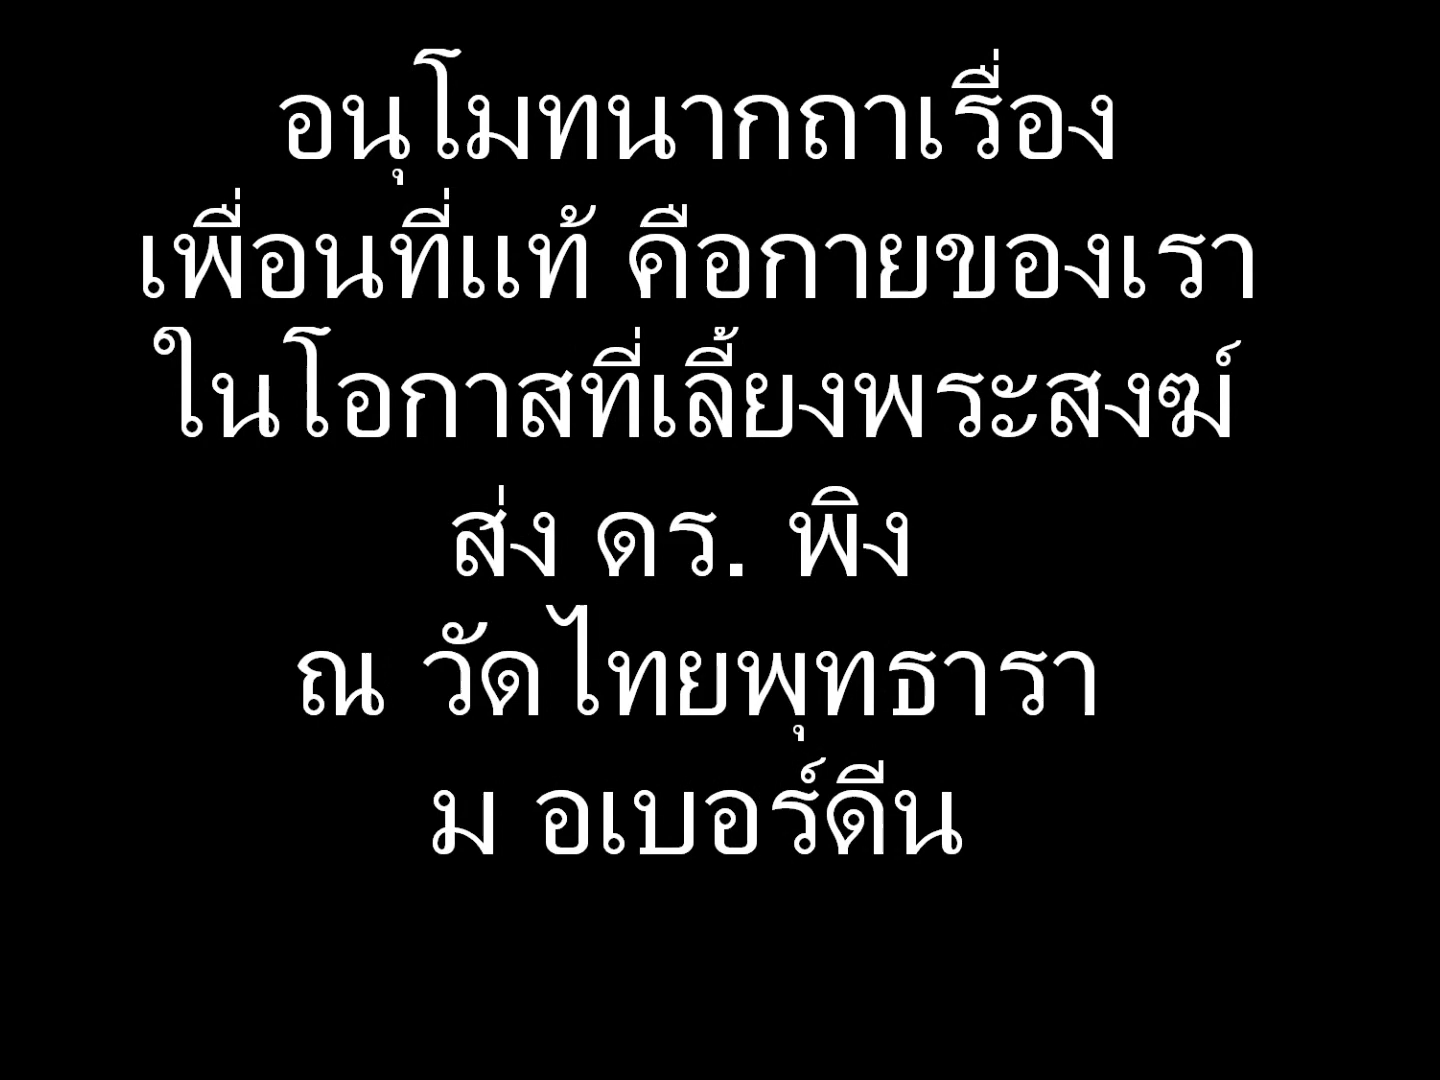 อนุโมทนากถาเรื่อง
เพื่อนที่แท้ คือกายของเรา
ในโอกาสที่เลี้ยงพระสงฆ์
ส่ง ดร. พิง
ณ วัดไทยพุทธารา
ม อเบอร์ดีน